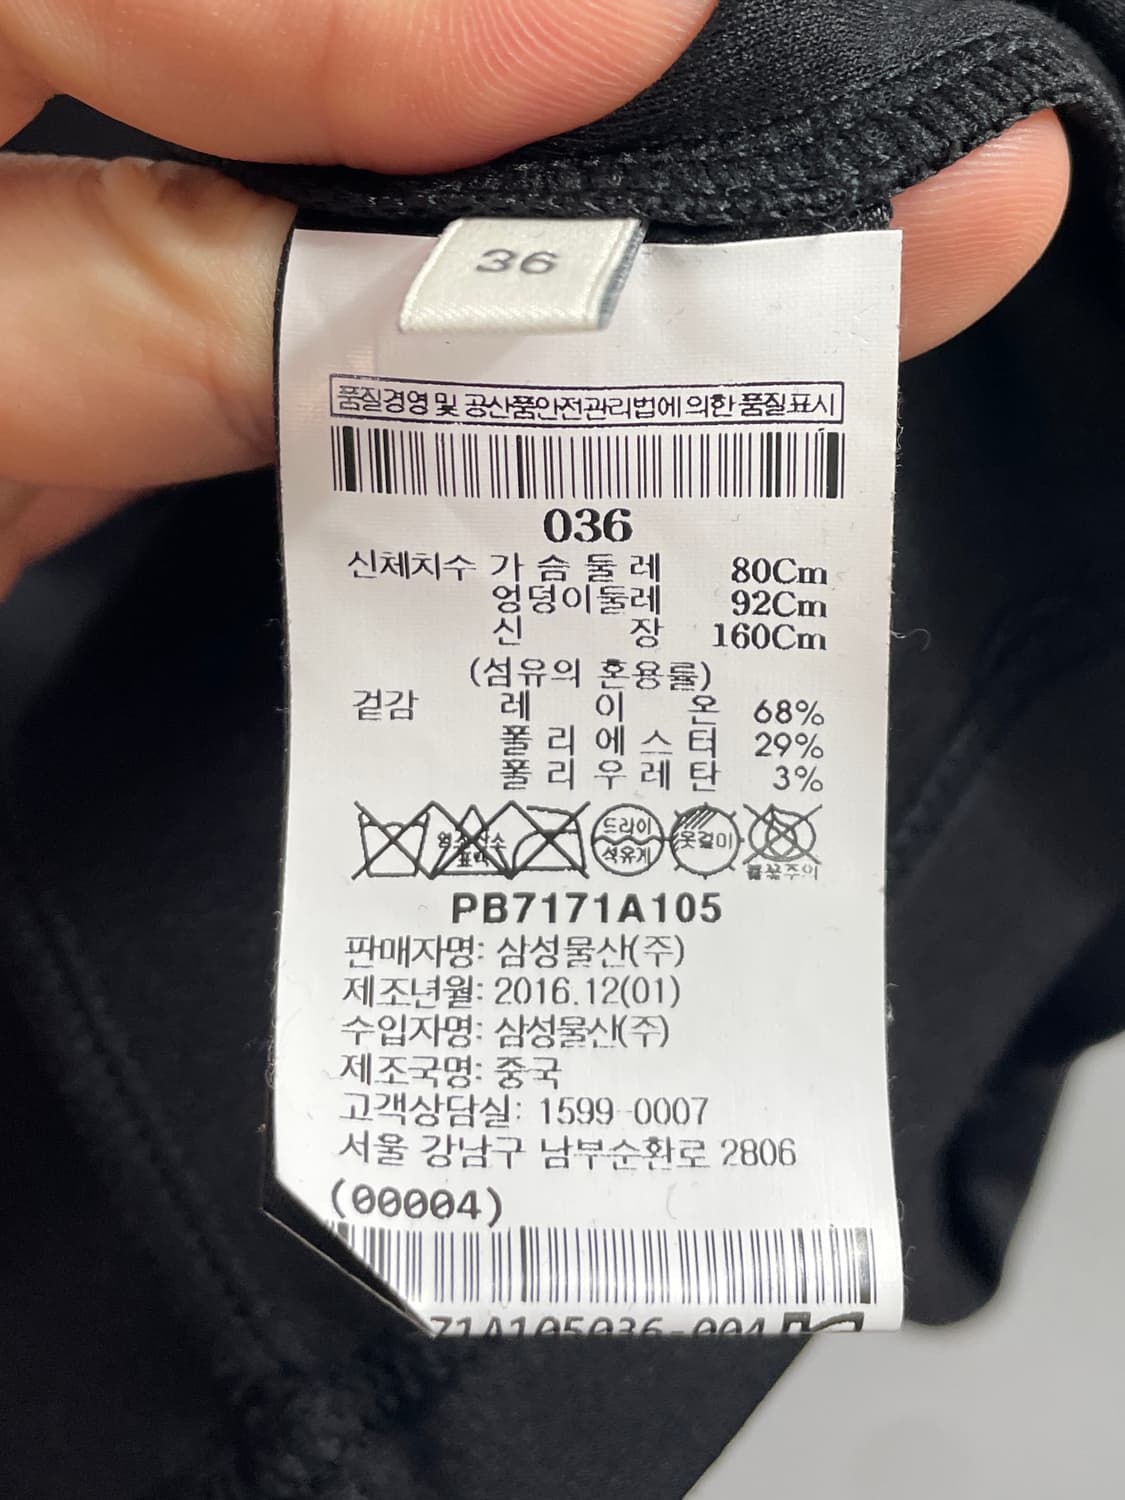 36
품질경영 및 공산품안전관리법에 의한 품질표시
036
신체치수 가슴둘레 80Cm
엉덩이둘레 92Cm
신 장 160Cm
(섬유의 혼용률)
겉감 레 이 온 68%
폴리에스터 29%
폴리우레탄 3%
드라이
석유계
옷걸이
PB7171A105
판매자명: 삼성물산(주)
제조년월: 2016.12(01)
수입자명: 삼성물산(주)
제조국명: 중국
고객상담실: 1599-0007
서울 강남구 남부순환로 2806
(00004)
71A105036-004